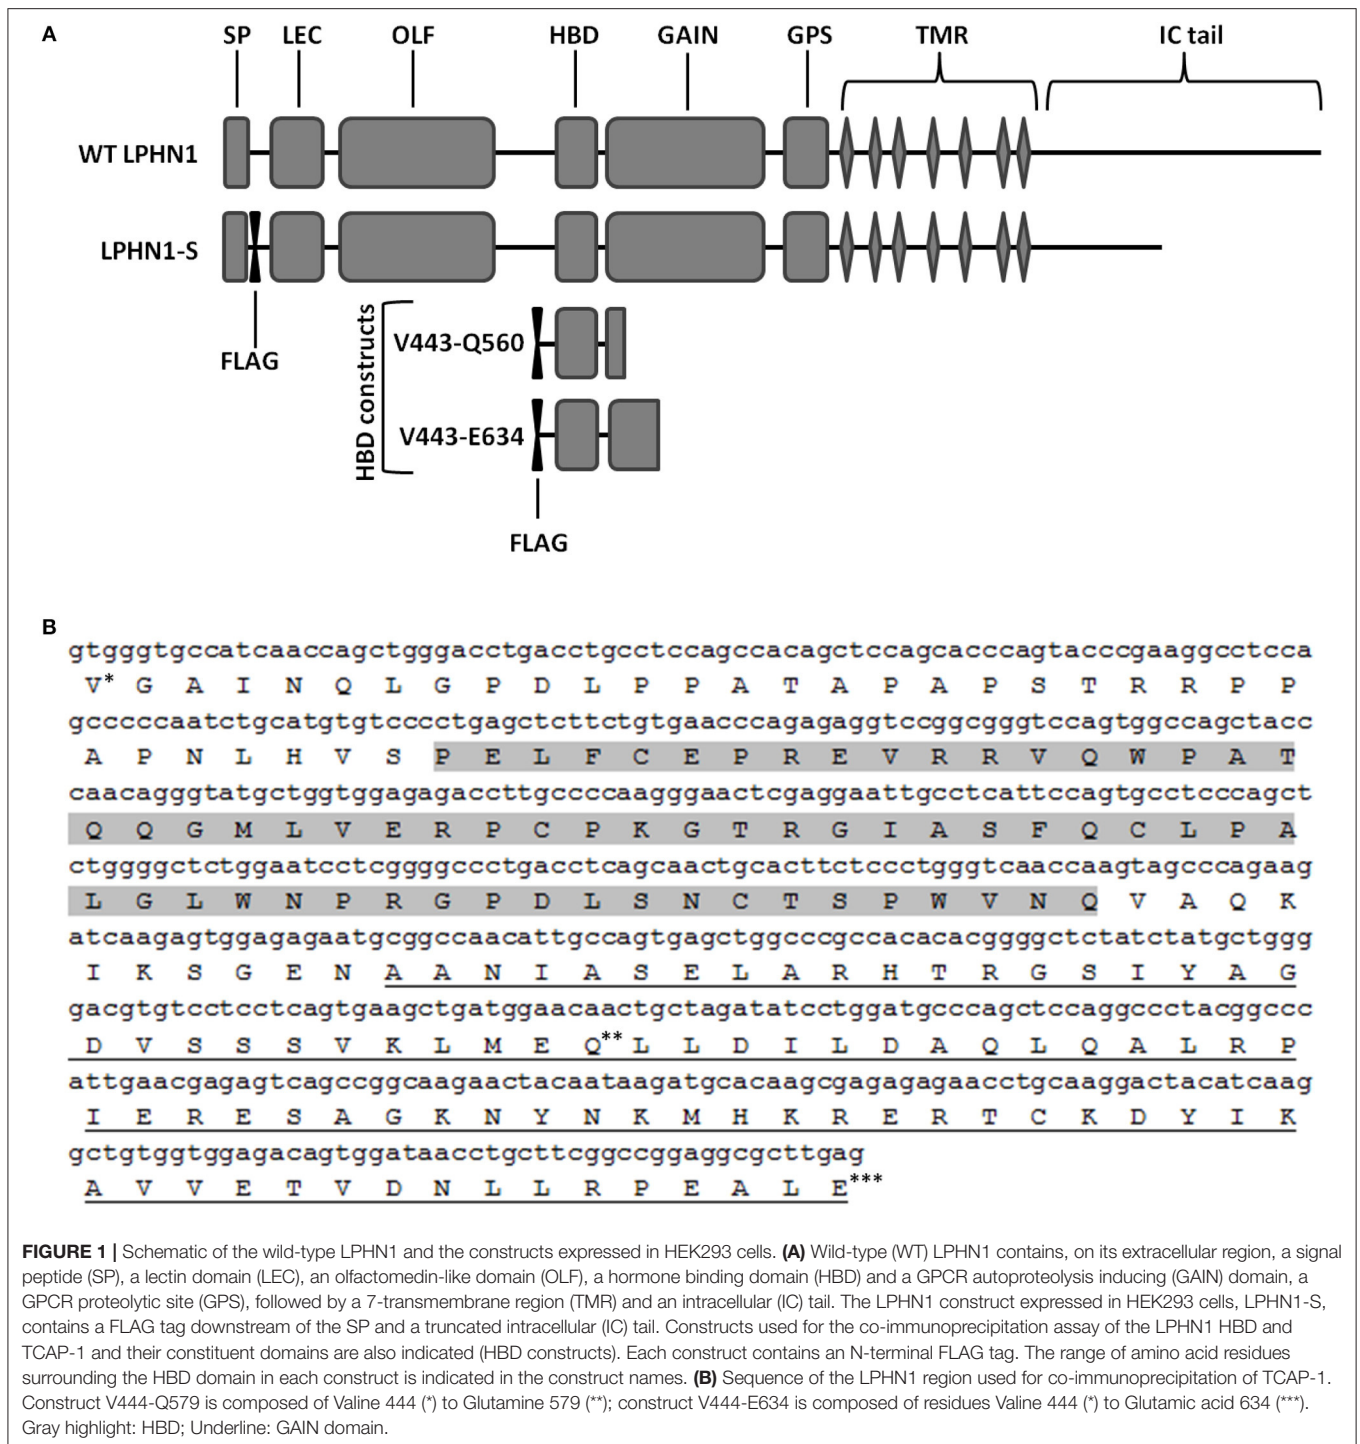 A
SP LEC OLF HBD GAIN GPS TMR IC tail
WT LPHN1
LPHN1-S
FLAG
HBD constructs
V443-Q560
V443-E634
FLAG
B
gtgggtgccatcaaccagctgggacctgacctgcctccagccacagctccagcacccagtacccgaaggcctcca
V* G A I N Q L G P D L P P A T A P A P S T R R P P
gcccccaatctgcatgtgtcccctgagctcttctgtgaacccagagaggtccggcgggtccagtggccagctacc
A P N L H V S P E L F C E P R E V R R V Q W P A T
caacagggtatgctggtggagagaccttgccccaagggaactcgaggaattgcctcattccagtgcctcccagct
Q Q G M L V E R P C P K G T R G I A S F Q C L P A
ctggggctctggaatcctcggggccctgacctcagcaactgcacttctccctgggtcaaccaagtagcccagaag
L G L W N P R G P D L S N C T S P W V N Q V A Q K
atcaagagtggagagaatgcggccaacattgccagtgagctggcccgccacacacggggctctatctatgctggg
I K S G E N A A N I A S E L A R H T R G S I Y A G
gacgtgtcctcctcagtgaagctgatggaacaactgctagatatcctggatgcccagctccaggccctacggccc
D V S S S V K L M E Q** L L D I L D A Q L Q A L R P
attgaacgagagtcagccggcaagaactacaataagatgcacaagcgagagagaacctgcaaggactacatcaag
I E R E S A G K N Y N K M H K R E R T C K D Y I K
gctgtggtggagacagtggataacctgcttcggccggaggcgcttgag
A V V E T V D N L L R P E A L E***
FIGURE 1 | Schematic of the wild-type LPHN1 and the constructs expressed in HEK293 cells. (A) Wild-type (WT) LPHN1 contains, on its extracellular region, a signal
peptide (SP), a lectin domain (LEC), an olfactomedin-like domain (OLF), a hormone binding domain (HBD) and a GPCR autoproteolysis inducing (GAIN) domain, a
GPCR proteolytic site (GPS), followed by a 7-transmembrane region (TMR) and an intracellular (IC) tail. The LPHN1 construct expressed in HEK293 cells, LPHN1-S,
contains a FLAG tag downstream of the SP and a truncated intracellular (IC) tail. Constructs used for the co-immunoprecipitation assay of the LPHN1 HBD and
TCAP-1 and their constituent domains are also indicated (HBD constructs). Each construct contains an N-terminal FLAG tag. The range of amino acid residues
surrounding the HBD domain in each construct is indicated in the construct names. (B) Sequence of the LPHN1 region used for co-immunoprecipitation of TCAP-1.
Construct V444-Q579 is composed of Valine 444 (*) to Glutamine 579 (**); construct V444-E634 is composed of residues Valine 444 (*) to Glutamic acid 634 (***).
Gray highlight: HBD; Underline: GAIN domain.